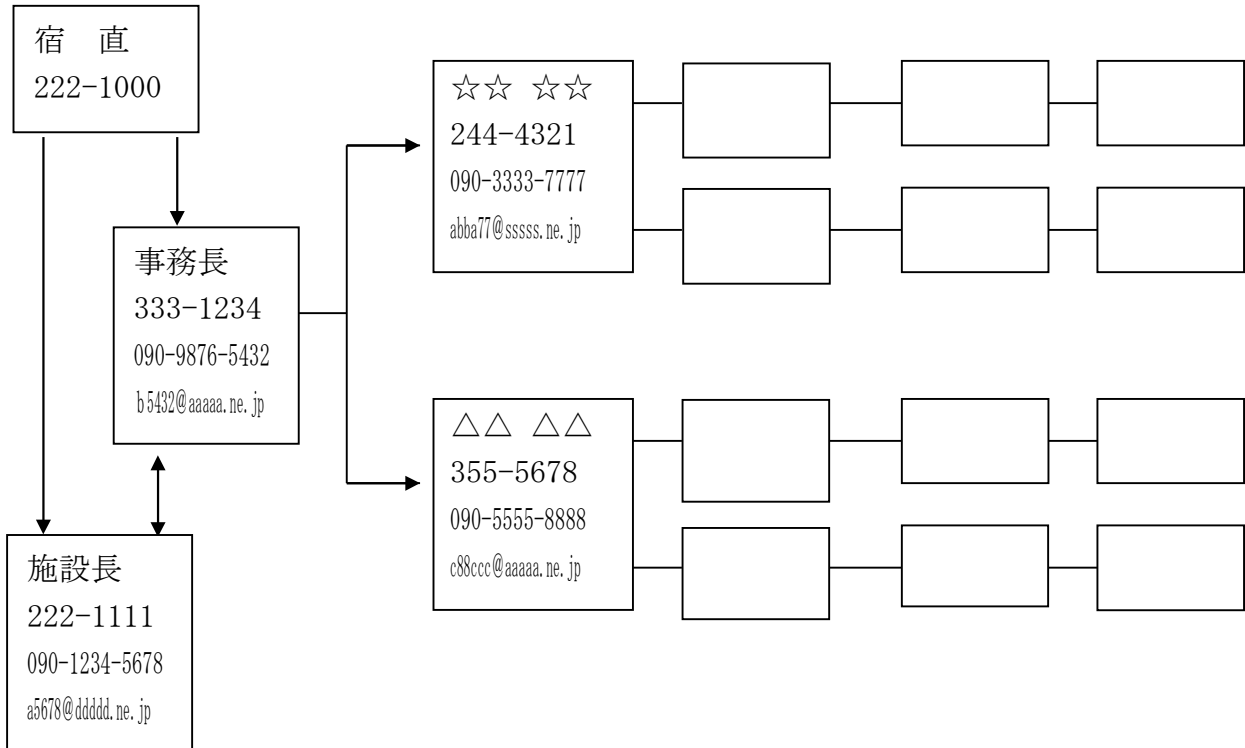 宿　直
222-1000
事務長
333-1234
090-9876-5432
b5432@aaaaa.ne.jp
施設長
222-1111
090-1234-5678
a5678@ddddd.ne.jp
☆☆ ☆☆
244-4321
090-3333-7777
abba77@sssss.ne.jp
△△ △△
355-5678
090-5555-8888
c88ccc@aaaaa.ne.jp